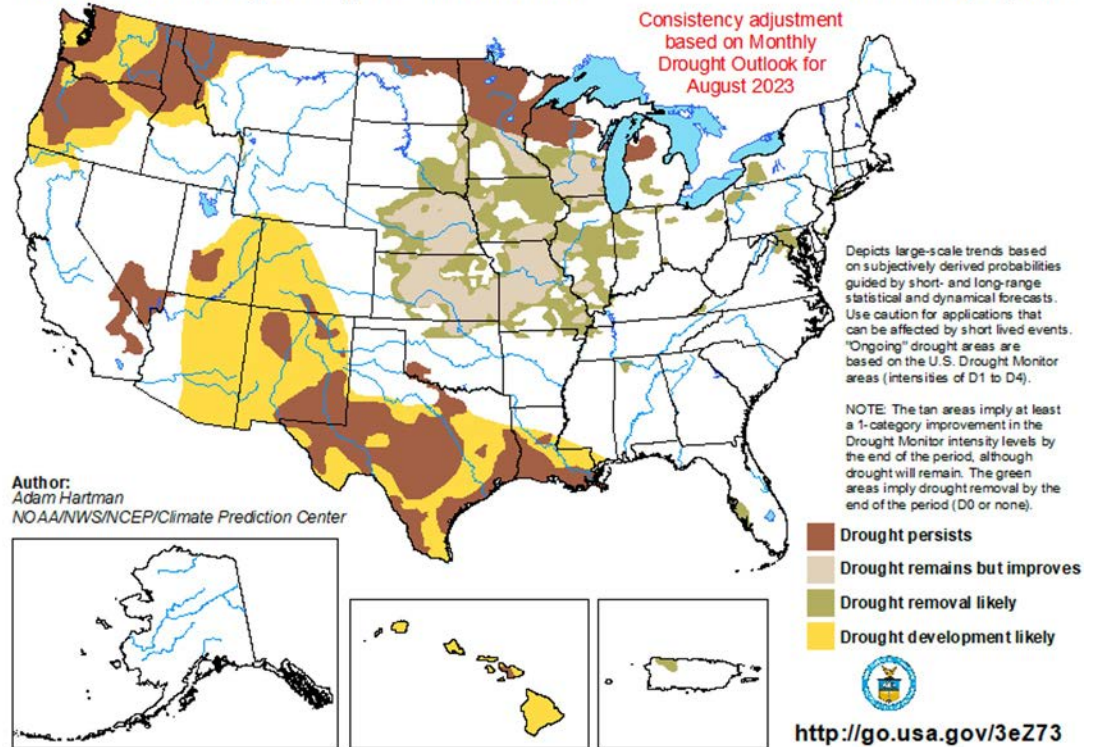 Consistency adjustment
based on Monthly
Drought Outlook for
August 2023
Depicts large-scale trends based
on subjectively derived probabilities
guided by short- and long-range
statistical and dynamical forecasts.
Use caution for applications that
can be affected by short lived events.
"Ongoing" drought areas are
based on the U.S. Drought Monitor
areas (intensities of D1 to D4).
NOTE: The tan areas imply at least
a 1-category improvement in the
Drought Monitor intensity levels by
the end of the period, although
drought will remain. The green
areas imply drought removal by the
end of the period (D0 or none).
Author:
Adam Hartman
NOAA/NWS/NCEP/Climate Prediction Center
Drought persists
Drought remains but improves
Drought removal likely
Drought development likely
http://go.usa.gov/3eZ73